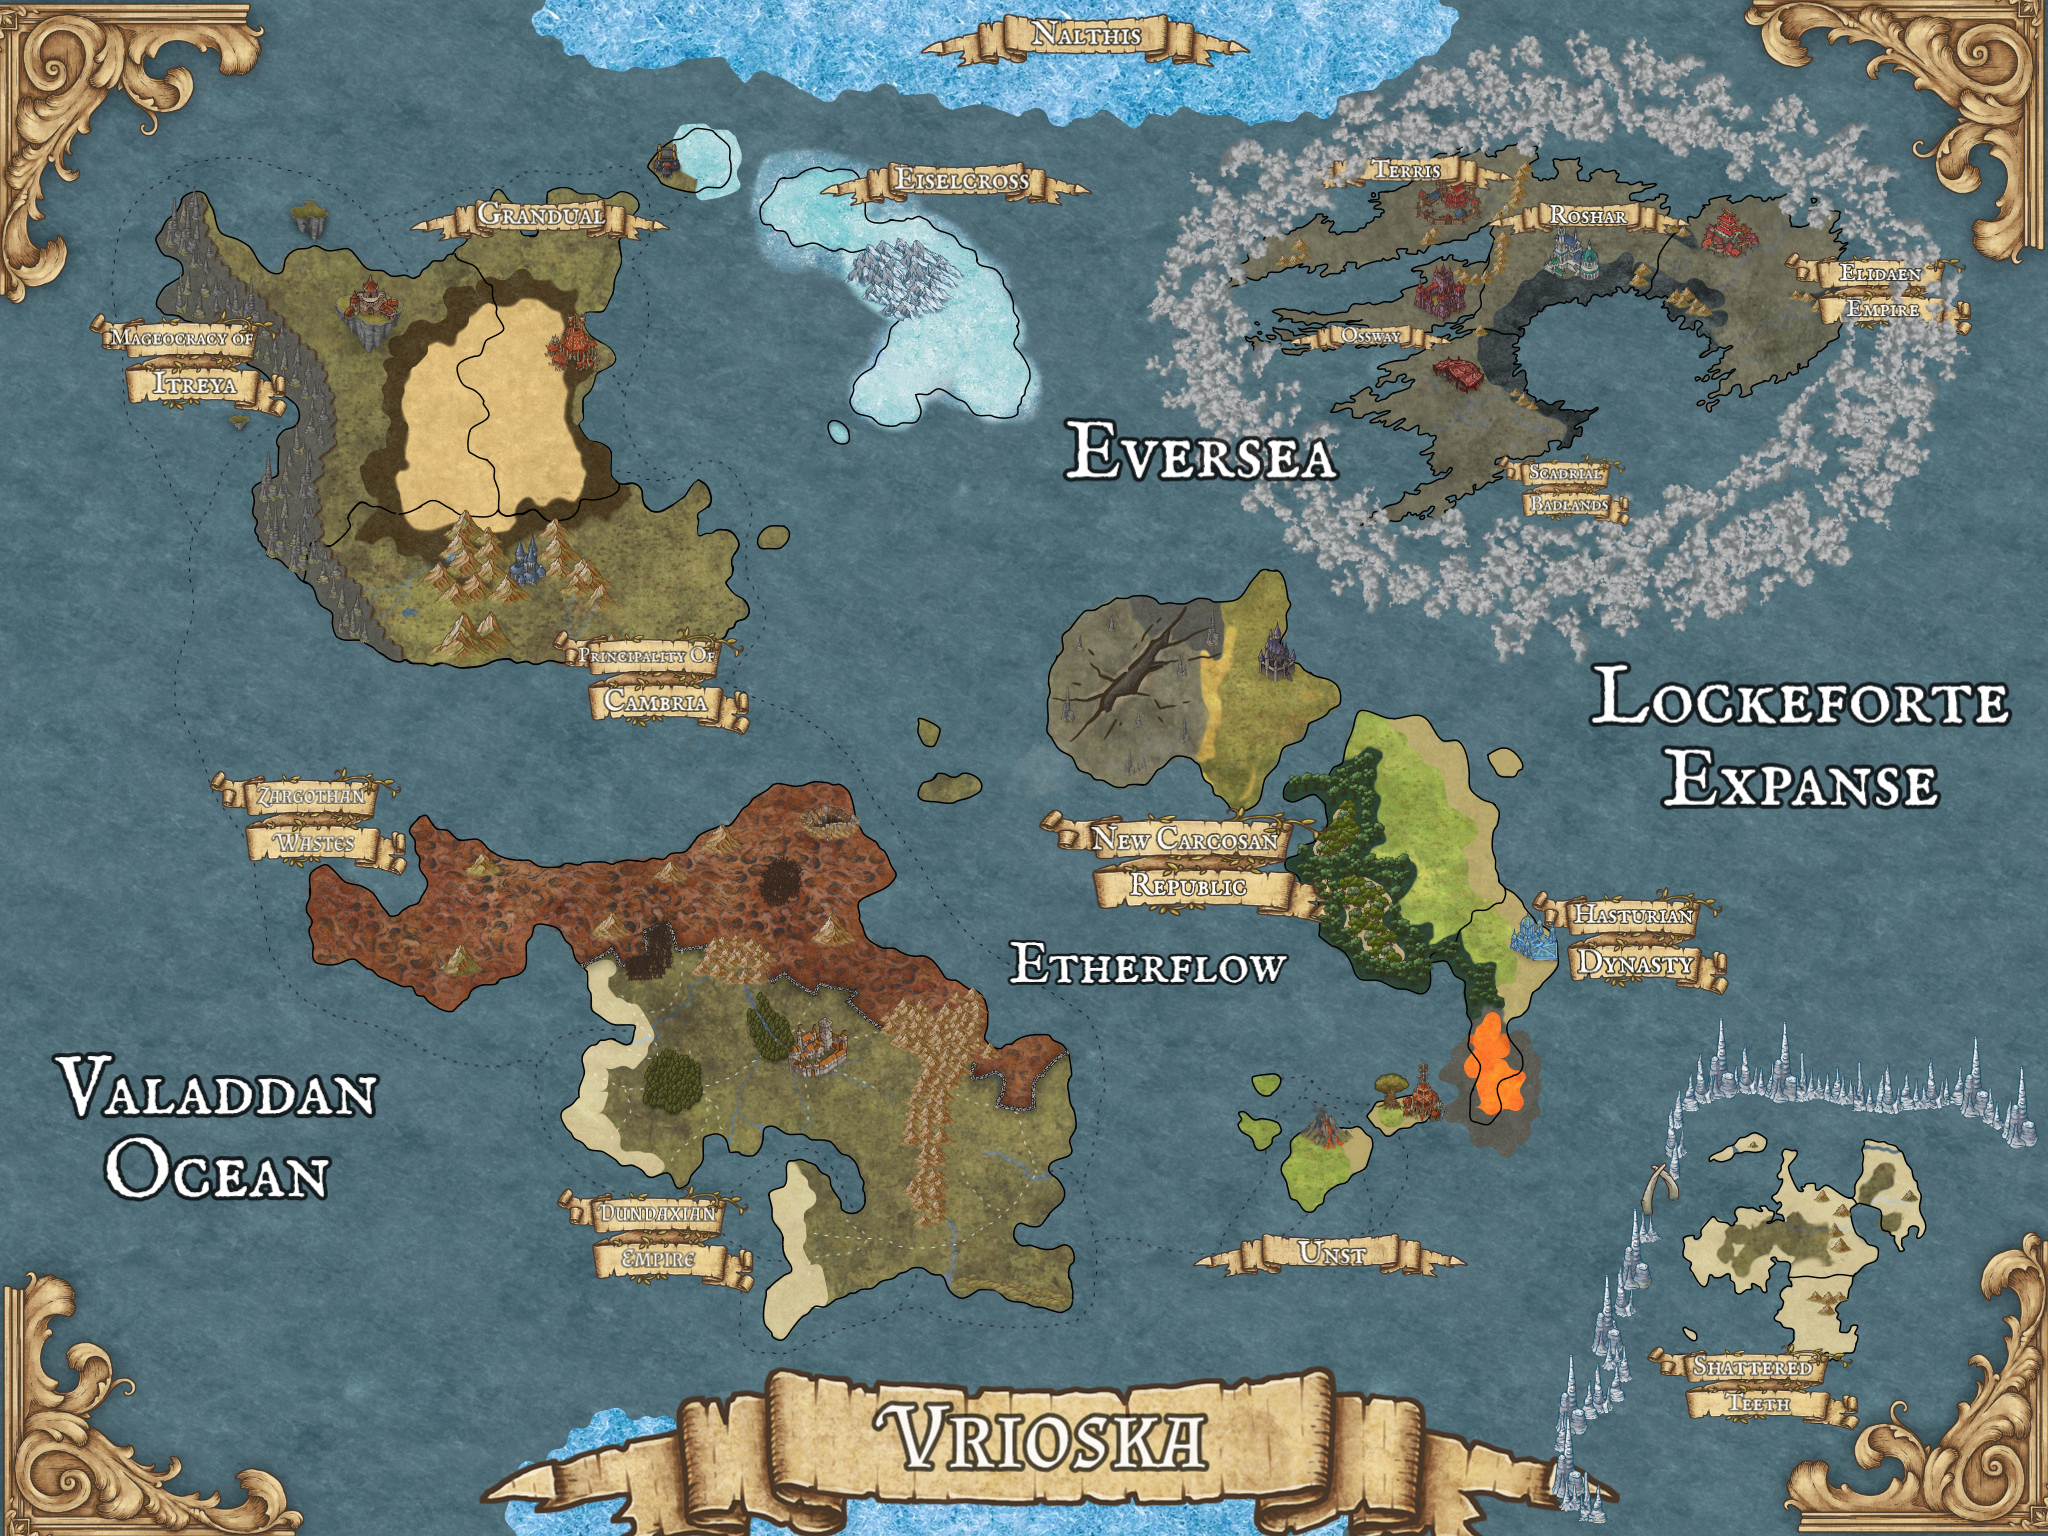 Nalthis
Eiselcross
Grandual
Terris
Roshar
Elidaen
Empire
Mageocracy of
Itreya
Ossway
Eversea
Scadrial
Badlands
Principality Of
Cambria
Lockeforte
Expanse
Zargothan
Wastes
New Carcosan
Republic
Hasturian
Dynasty
Etherflow
Valaddan
Ocean
Dundaxian
Empire
Unst
Shattered
Teeth
Vrioska